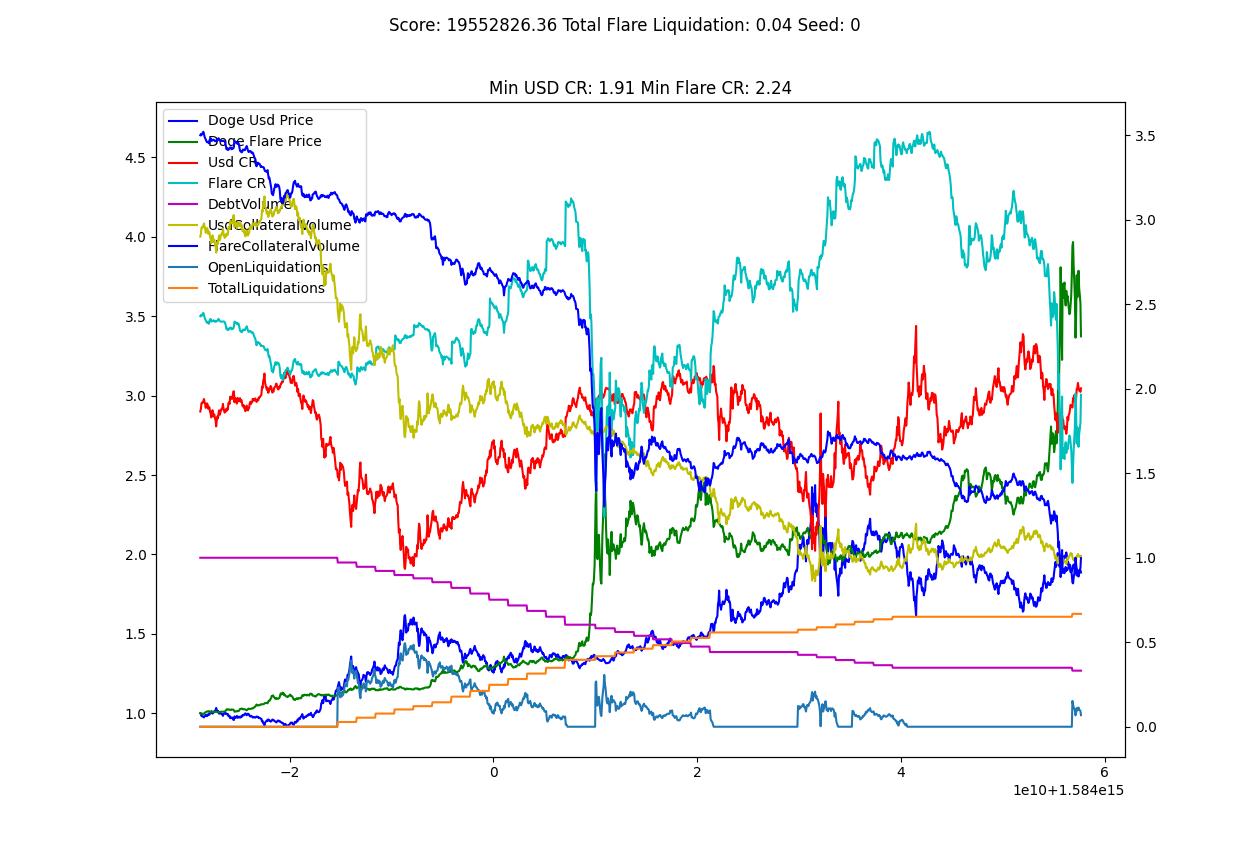 Score: 19552826.36 Total Flare Liquidation: 0.04 Seed: 0
Min USD CR: 1.91 Min Flare CR: 2.24
Doge Usd Price
Doge Flare Price
Usd CR
Flare CR
DebtVolume
UsdCollateralVolume
FlareCollateralVolume
OpenLiquidations
TotalLiquidations
4.5
4.0
3.5
3.0
2.5
2.0
1.5
1.0
3.5
3.0
2.5
2.0
1.5
1.0
0.5
0.0
−2
0
2
4
6
1e10+1.584e15